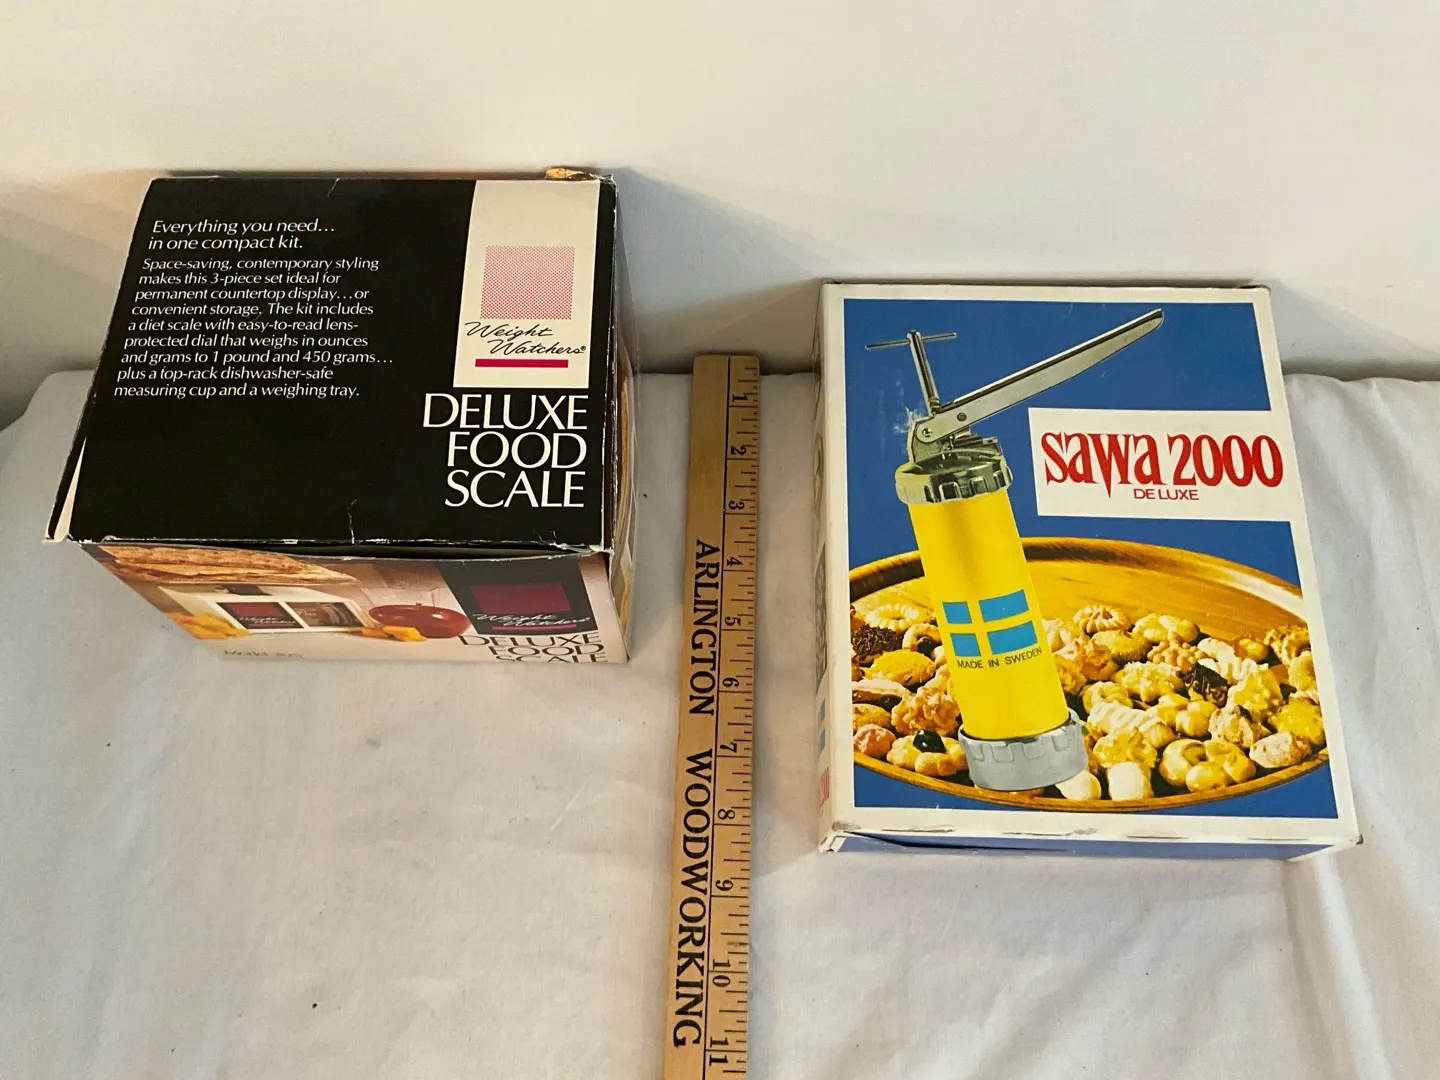 Everything you need...
in one compact kit.
Space-saving, contemporary styling
makes this 3-piece set ideal for
permanent countertop display...or
convenient storage. The kit includes
a diet scale with easy-to-read lens-
protected dial that weighs in ounces
and grams to 1 pound and 450 grams...
plus a top-rack dishwasher-safe
measuring cup and a weighing tray.
Weight
Watchers®
DELUXE
FOOD
SCALE
Weight
Watchers
DELUXE
FOOD
SCALE
Model
1
2
3
4
5
6
7
8
9
10
11
ARLINGTON WOODWORKING
sawa 2000
DE LUXE
MADE IN SWEDEN